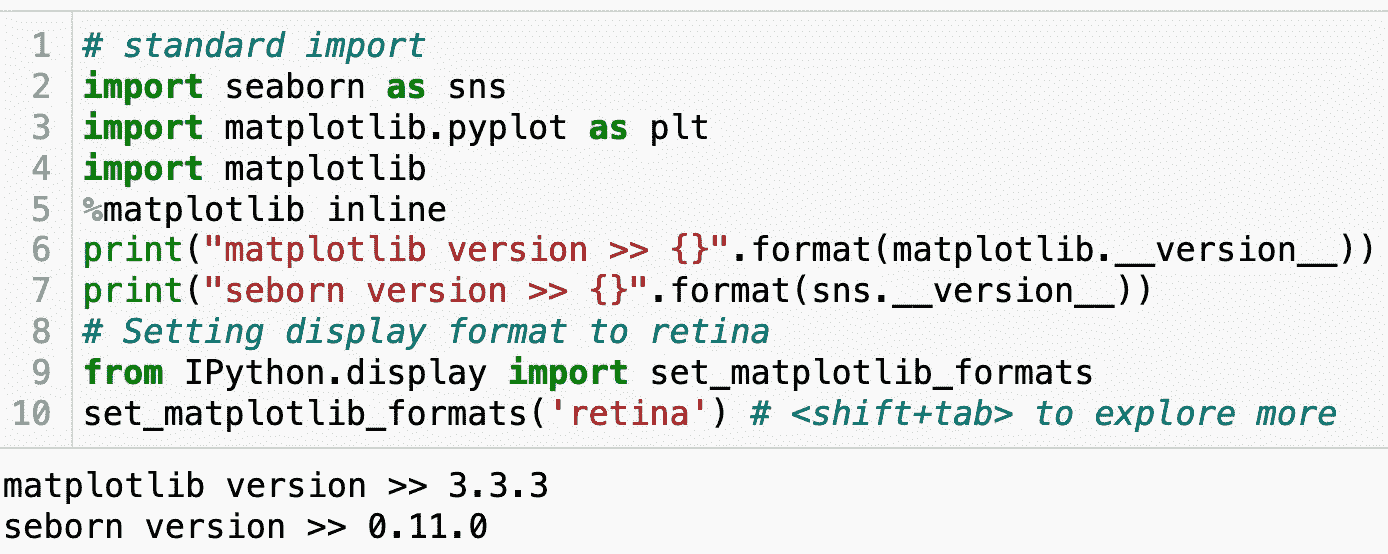 1 # standard import
2 import seaborn as sns
3 import matplotlib.pyplot as plt
4 import matplotlib
5 %matplotlib inline
6 print("matplotlib version >> {}".format(matplotlib.__version__))
7 print("seborn version >> {}".format(sns.__version__))
8 # Setting display format to retina
9 from IPython.display import set_matplotlib_formats
10 set_matplotlib_formats('retina') # <shift+tab> to explore more
matplotlib version >> 3.3.3
seborn version >> 0.11.0